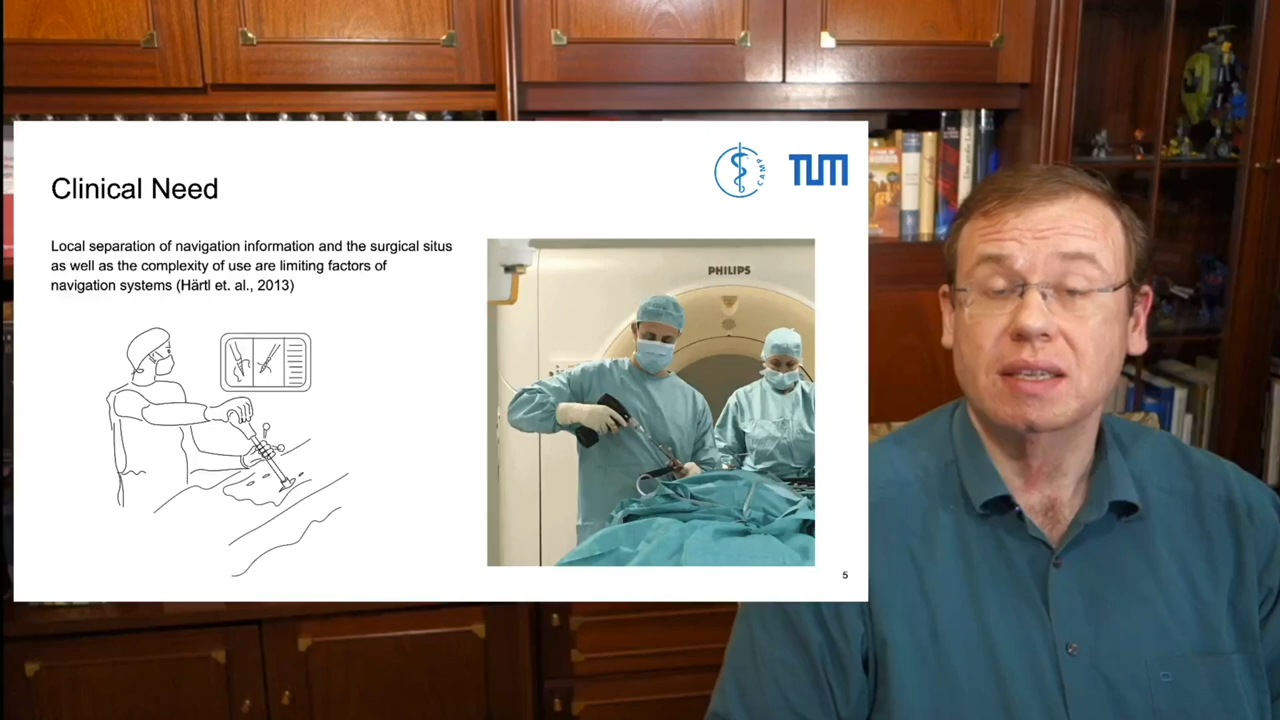 Clinical Need
CAMP
TUM
Local separation of navigation information and the surgical situs
as well as the complexity of use are limiting factors of
navigation systems (Härtl et. al., 2013)
PHILIPS
5